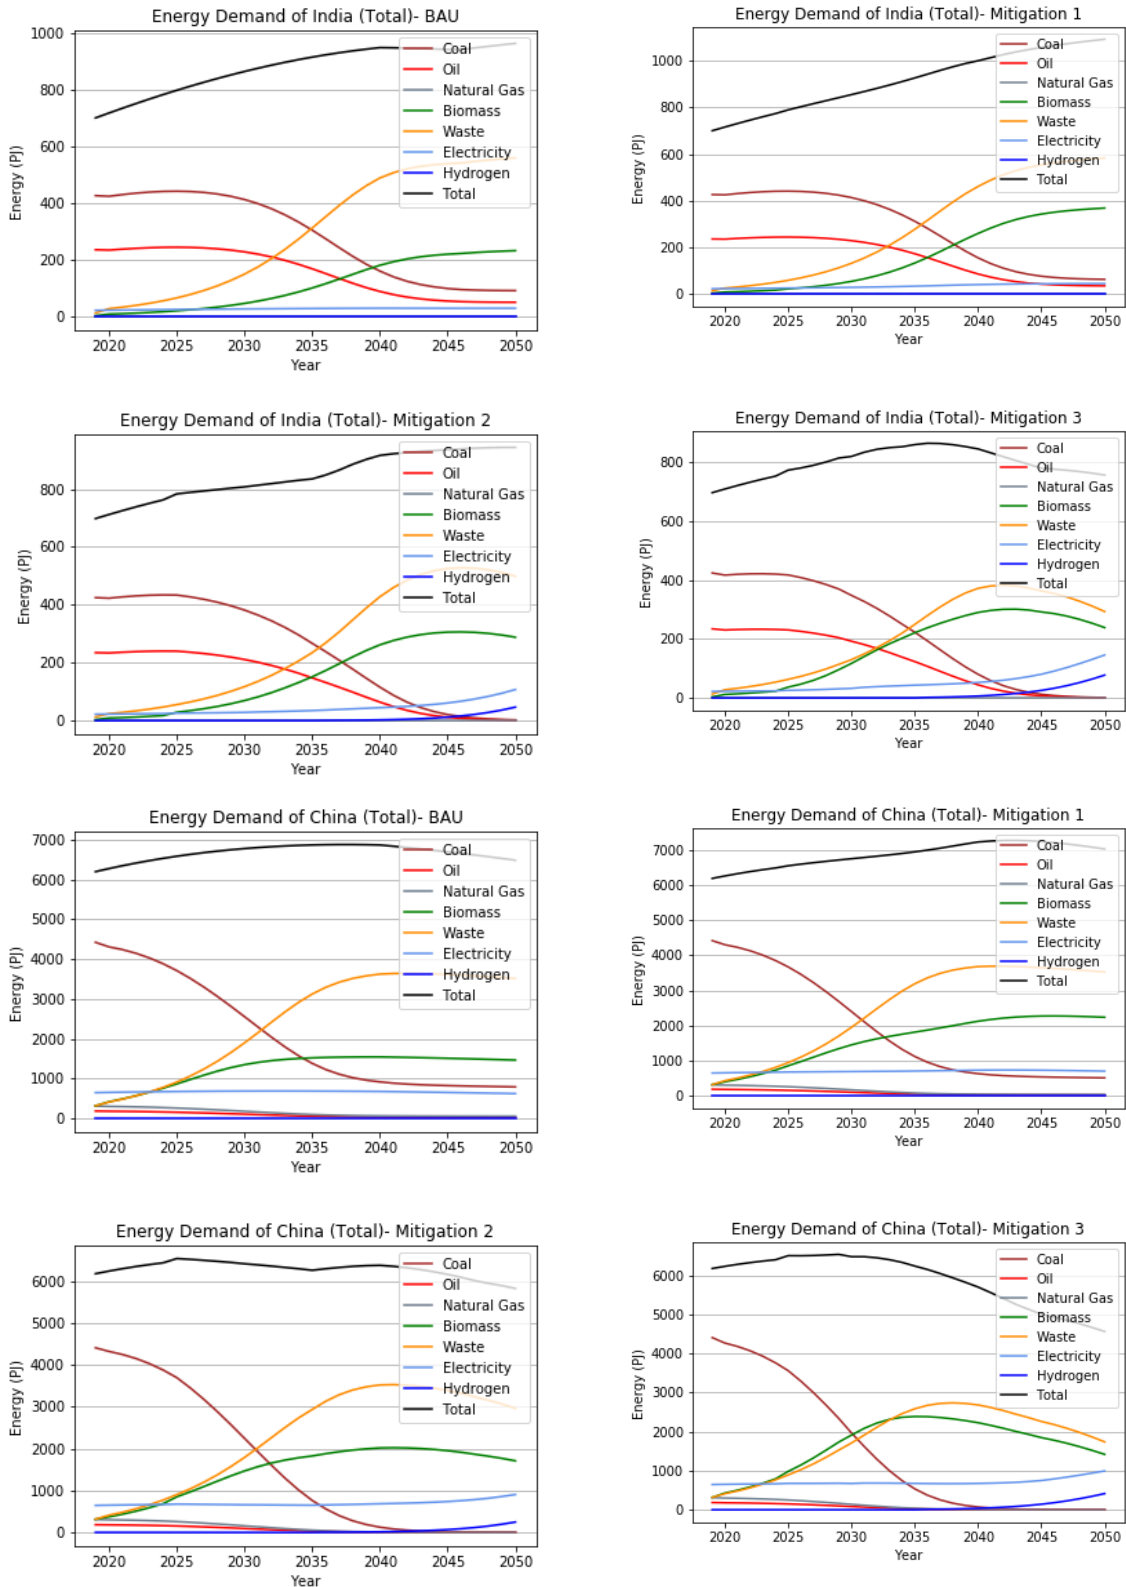 Energy Demand of India (Total)- BAU
1000
800
600
400
200
0
Energy (PJ)
2020 2025 2030 2035 2040 2045 2050
Year
Coal
Oil
Natural Gas
Biomass
Waste
Electricity
Hydrogen
Total
Energy Demand of India (Total)- Mitigation 1
1000
800
600
400
200
0
Energy (PJ)
2020 2025 2030 2035 2040 2045 2050
Year
Coal
Oil
Natural Gas
Biomass
Waste
Electricity
Hydrogen
Total
Energy Demand of India (Total)- Mitigation 2
800
600
400
200
0
Energy (PJ)
2020 2025 2030 2035 2040 2045 2050
Year
Coal
Oil
Natural Gas
Biomass
Waste
Electricity
Hydrogen
Total
Energy Demand of India (Total)- Mitigation 3
800
600
400
200
0
Energy (PJ)
2020 2025 2030 2035 2040 2045 2050
Year
Coal
Oil
Natural Gas
Biomass
Waste
Electricity
Hydrogen
Total
Energy Demand of China (Total)- BAU
7000
6000
5000
4000
3000
2000
1000
0
Energy (PJ)
2020 2025 2030 2035 2040 2045 2050
Year
Coal
Oil
Natural Gas
Biomass
Waste
Electricity
Hydrogen
Total
Energy Demand of China (Total)- Mitigation 1
7000
6000
5000
4000
3000
2000
1000
0
Energy (PJ)
2020 2025 2030 2035 2040 2045 2050
Year
Coal
Oil
Natural Gas
Biomass
Waste
Electricity
Hydrogen
Total
Energy Demand of China (Total)- Mitigation 2
6000
5000
4000
3000
2000
1000
0
Energy (PJ)
2020 2025 2030 2035 2040 2045 2050
Year
Coal
Oil
Natural Gas
Biomass
Waste
Electricity
Hydrogen
Total
Energy Demand of China (Total)- Mitigation 3
6000
5000
4000
3000
2000
1000
0
Energy (PJ)
2020 2025 2030 2035 2040 2045 2050
Year
Coal
Oil
Natural Gas
Biomass
Waste
Electricity
Hydrogen
Total